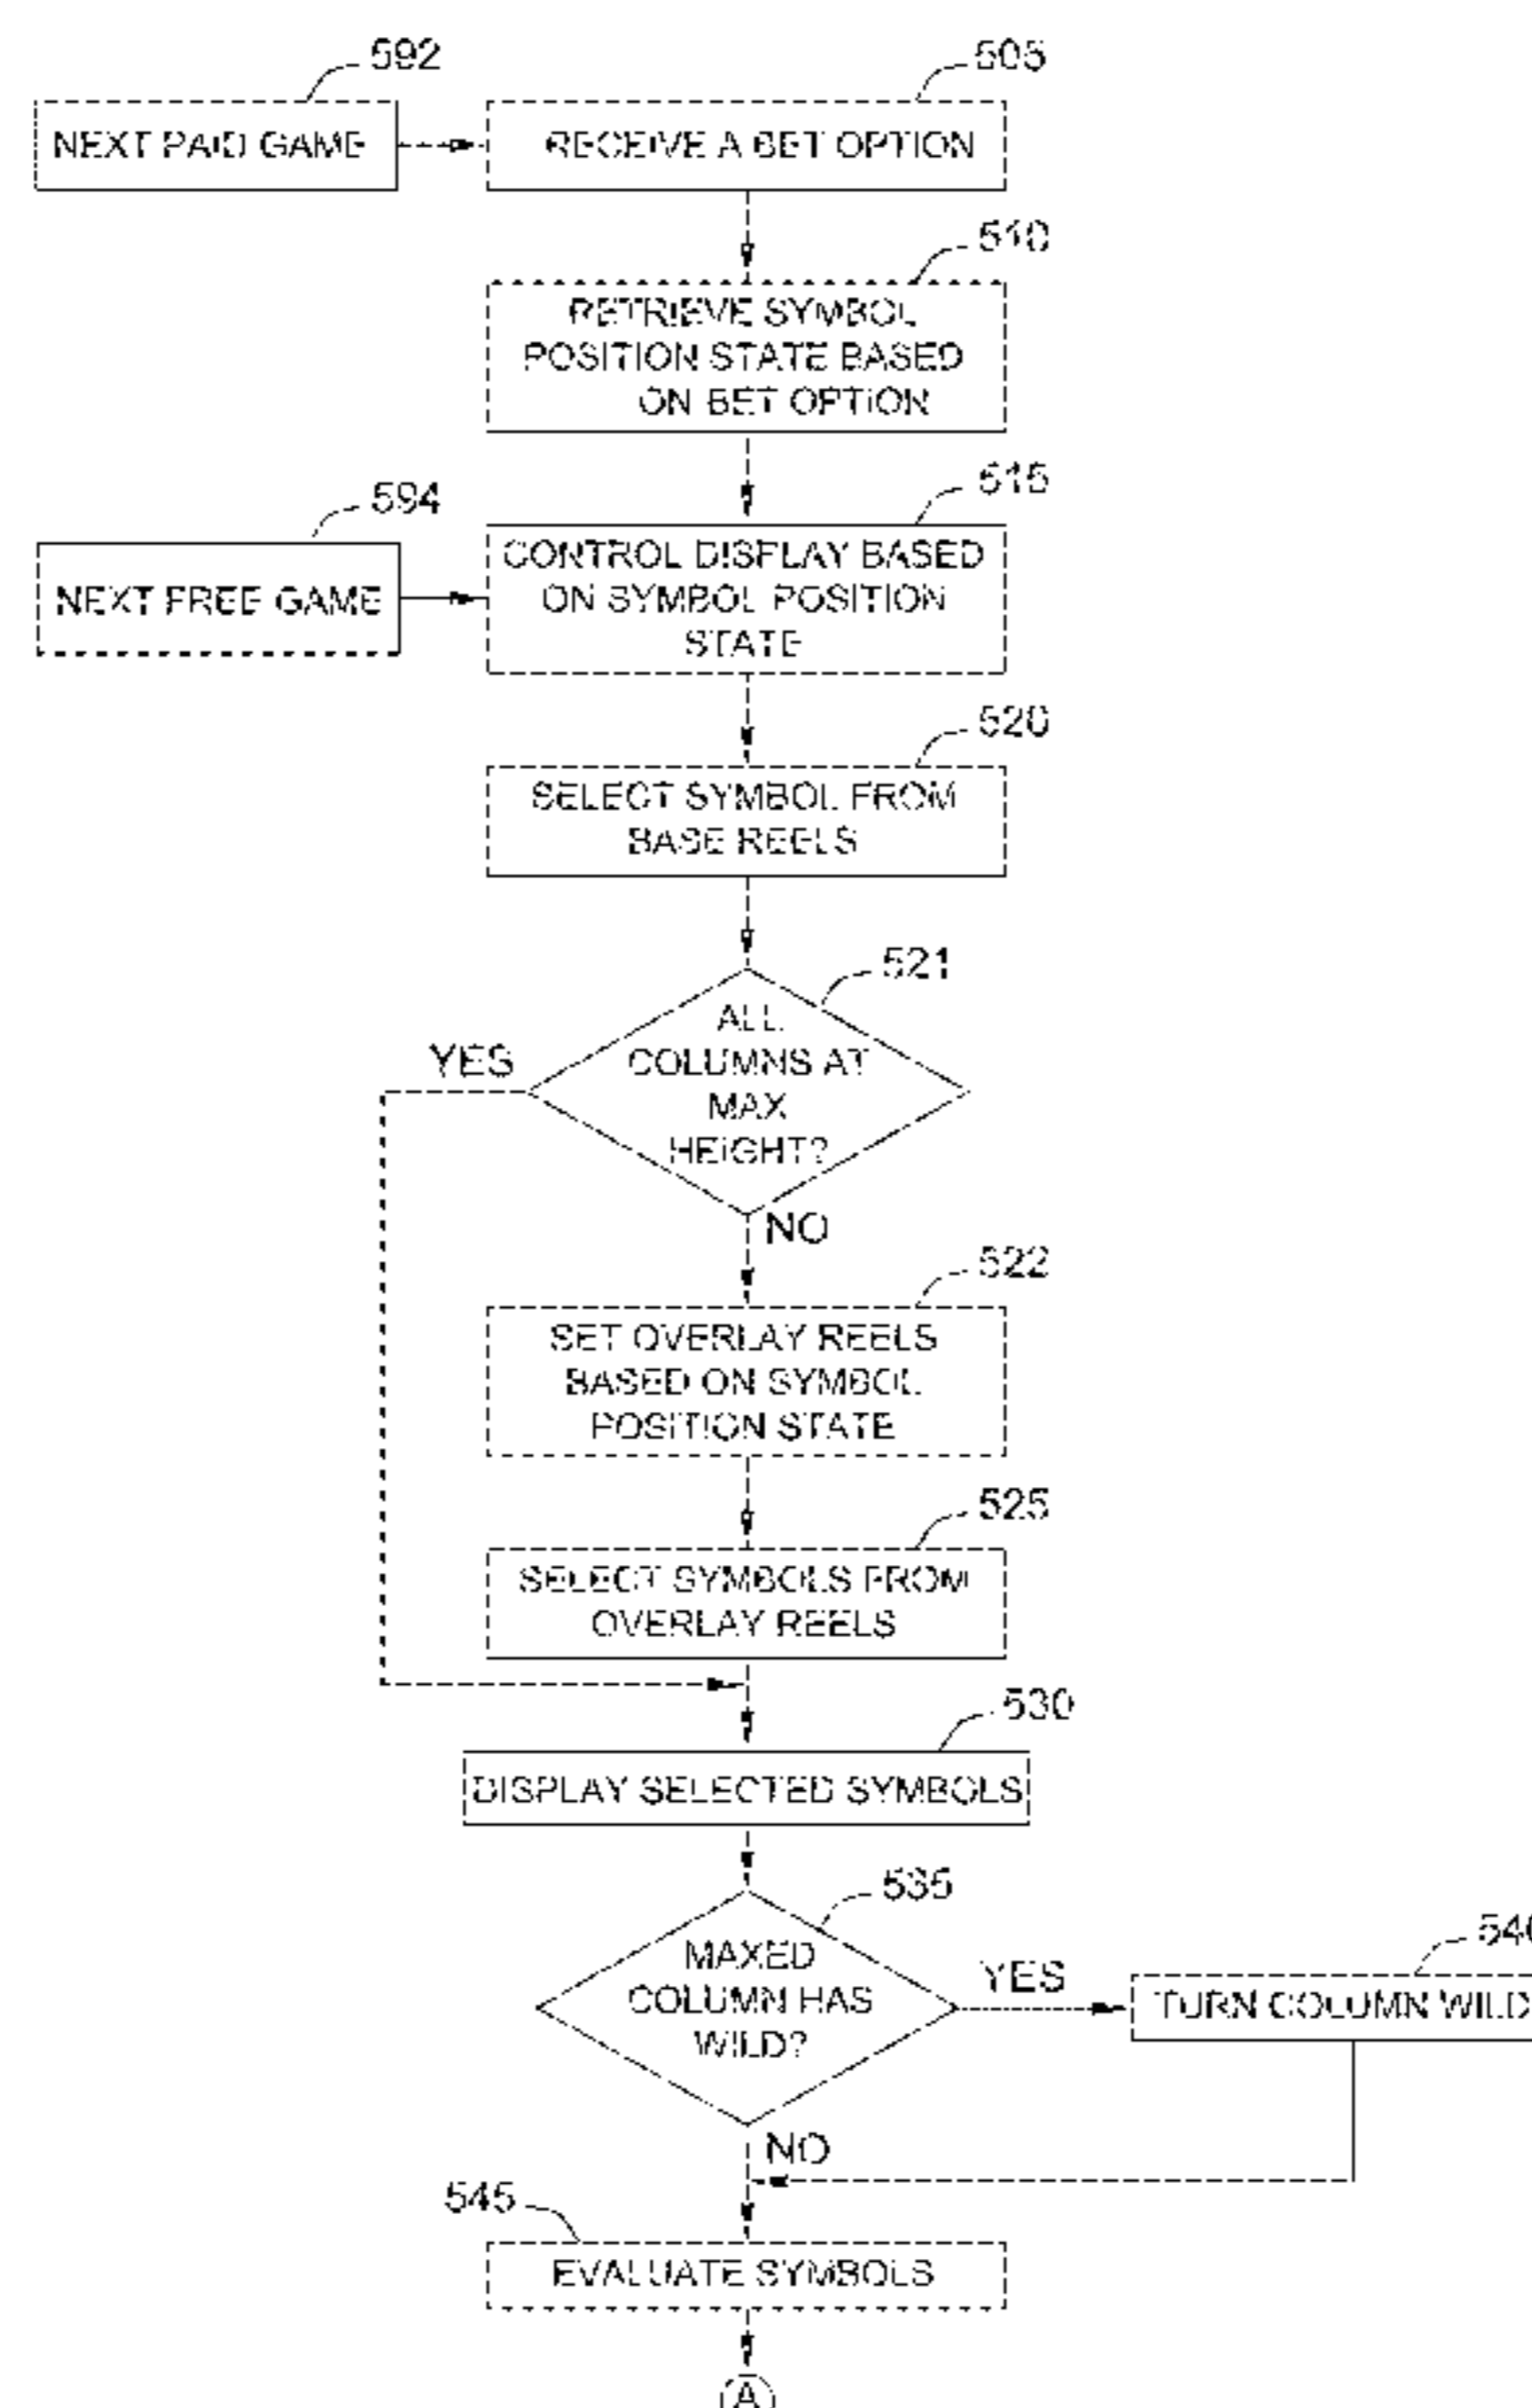 592
505
NEXT PAID GAME
RECEIVE A BET OPTION
510
RETRIEVE SYMBOL
POSITION STATE BASED
ON BET OPTION
594
515
NEXT FREE GAME
CONTROL DISPLAY BASED
ON SYMBOL POSITION
STATE
520
SELECT SYMBOL FROM
BASE REELS
521
ALL
COLUMNS AT
MAX
HEIGHT?
YES
NO
522
SET OVERLAY REELS
BASED ON SYMBOL
POSITION STATE
525
SELECT SYMBOLS FROM
OVERLAY REELS
530
DISPLAY SELECTED SYMBOLS
535
MAXED
COLUMN HAS
WILD?
YES
540
TURN COLUMN WILD
NO
545
EVALUATE SYMBOLS
A